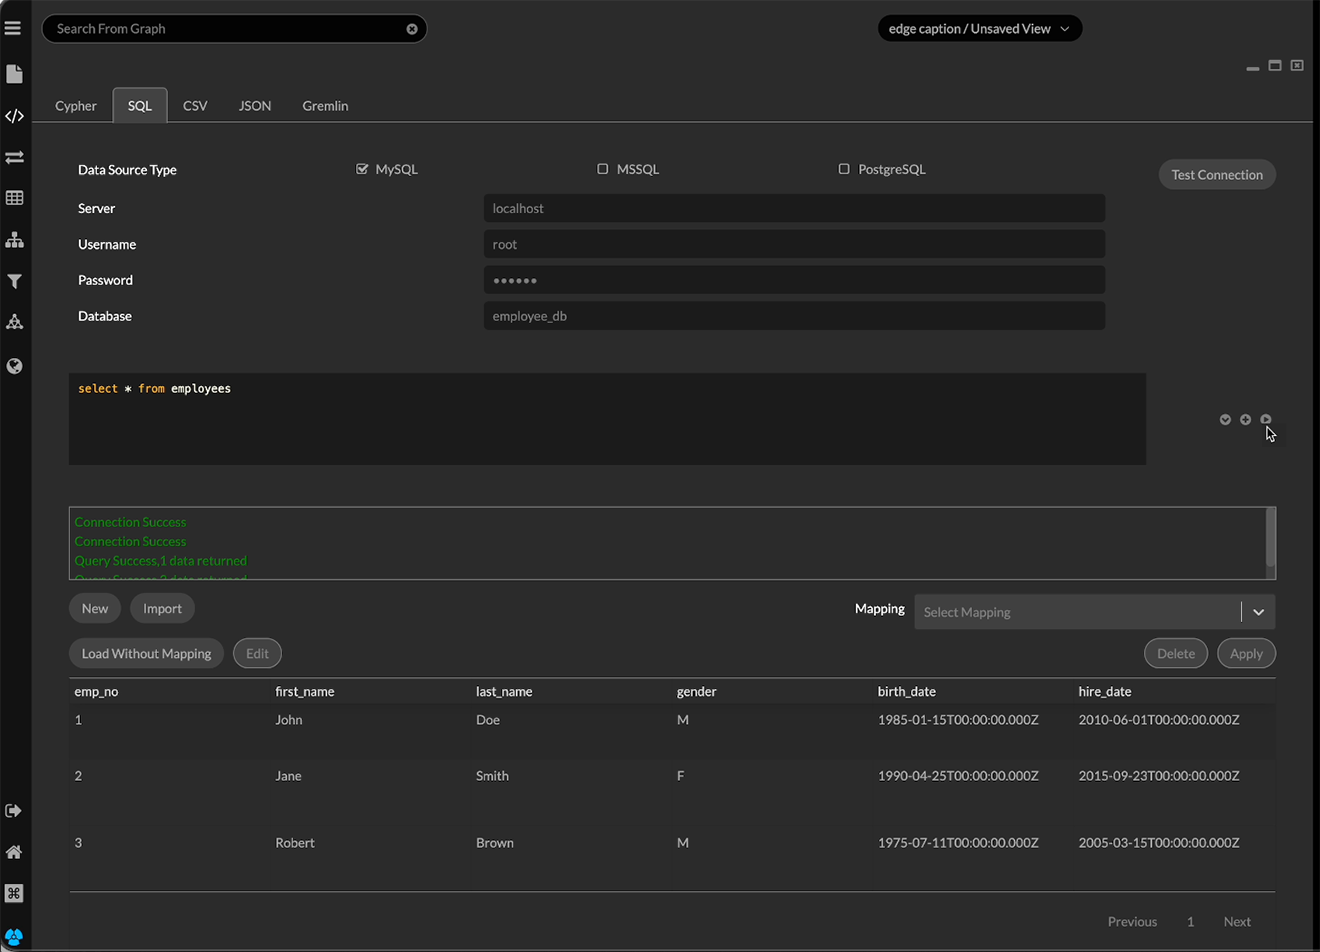 Search From Graph
edge caption / Unsaved View
Cypher SQL CSV JSON Gremlin
Data Source Type MySQL MSSQL PostgreSQL Test Connection
Server localhost
Username root
Password ••••••
Database employee_db
select * from employees
Connection Success
Connection Success
Query Success,1 data returned
Query Success,3 data returned
New Import Mapping Select Mapping
Load Without Mapping Edit Delete Apply
emp_no first_name last_name gender birth_date hire_date
1 John Doe M 1985-01-15T00:00:00.000Z 2010-06-01T00:00:00.000Z
2 Jane Smith F 1990-04-25T00:00:00.000Z 2015-09-23T00:00:00.000Z
3 Robert Brown M 1975-07-11T00:00:00.000Z 2005-03-15T00:00:00.000Z
Previous 1 Next